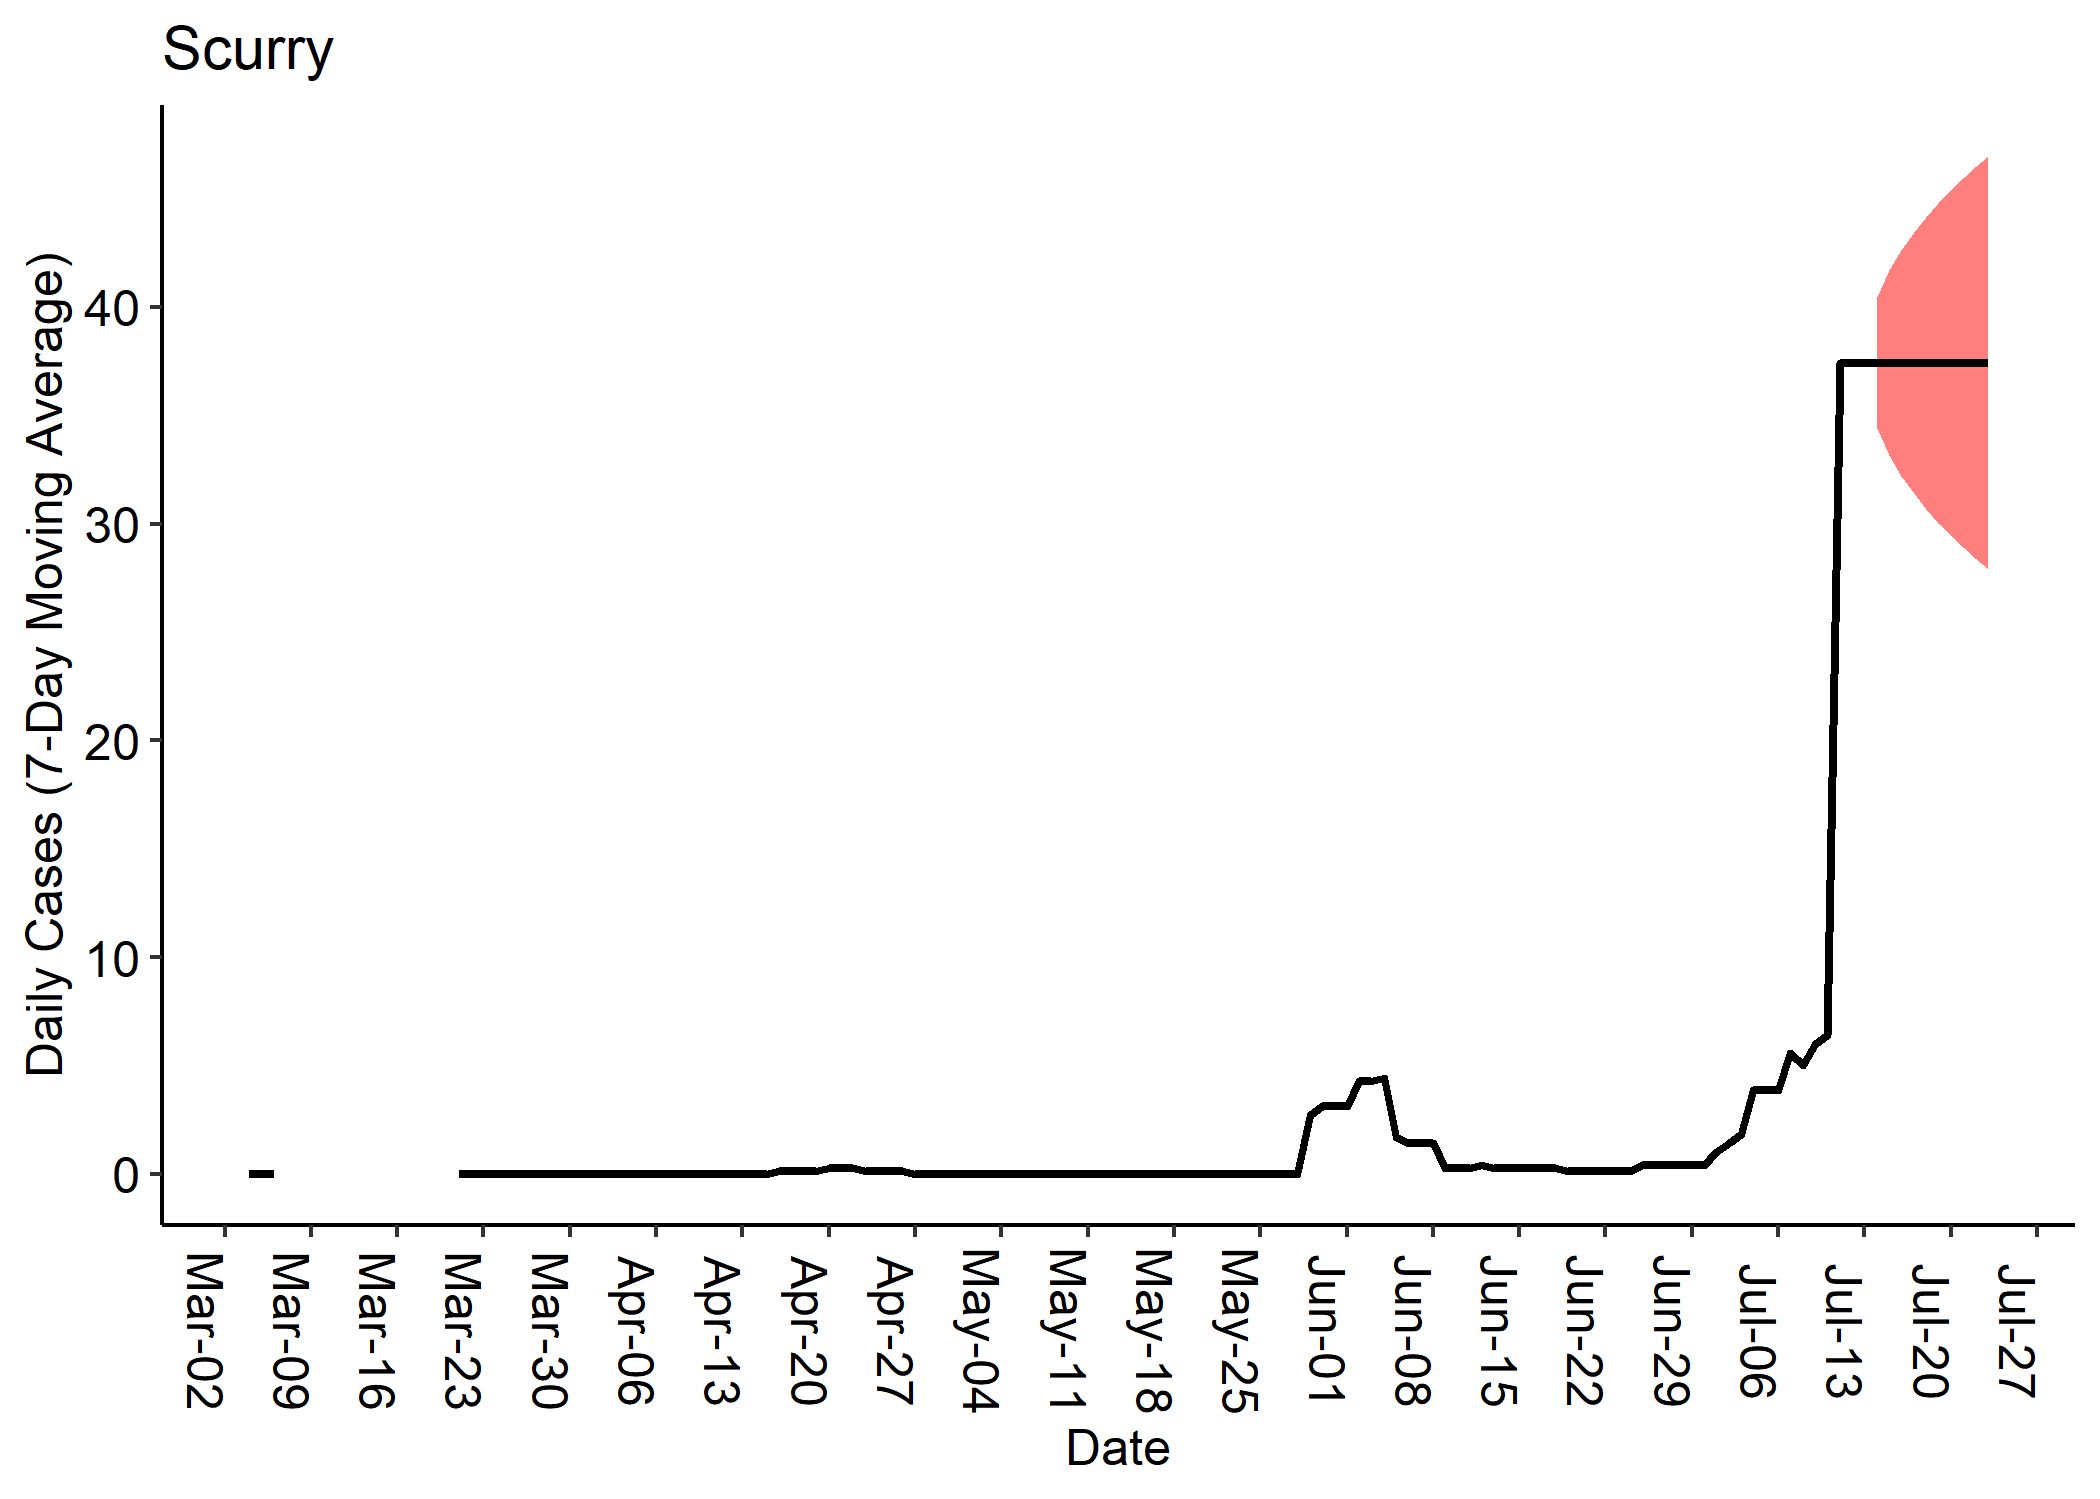 Scurry
Daily Cases (7-Day Moving Average)
40
30
20
10
0
Mar-02
Mar-09
Mar-16
Mar-23
Mar-30
Apr-06
Apr-13
Apr-20
Apr-27
May-04
May-11
May-18
May-25
Jun-01
Jun-08
Jun-15
Jun-22
Jun-29
Jul-06
Jul-13
Jul-20
Jul-27
Date